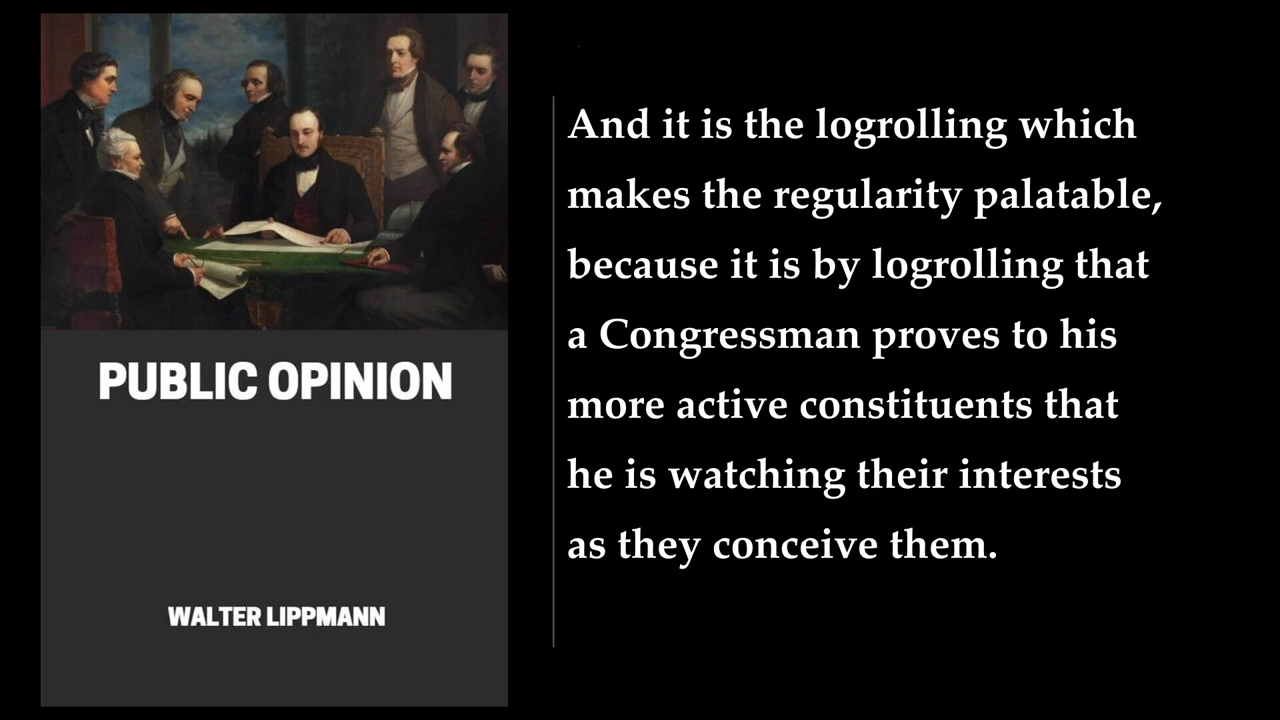 PUBLIC OPINION
WALTER LIPPMANN
And it is the logrolling which
makes the regularity palatable,
because it is by logrolling that
a Congressman proves to his
more active constituents that
he is watching their interests
as they conceive them.